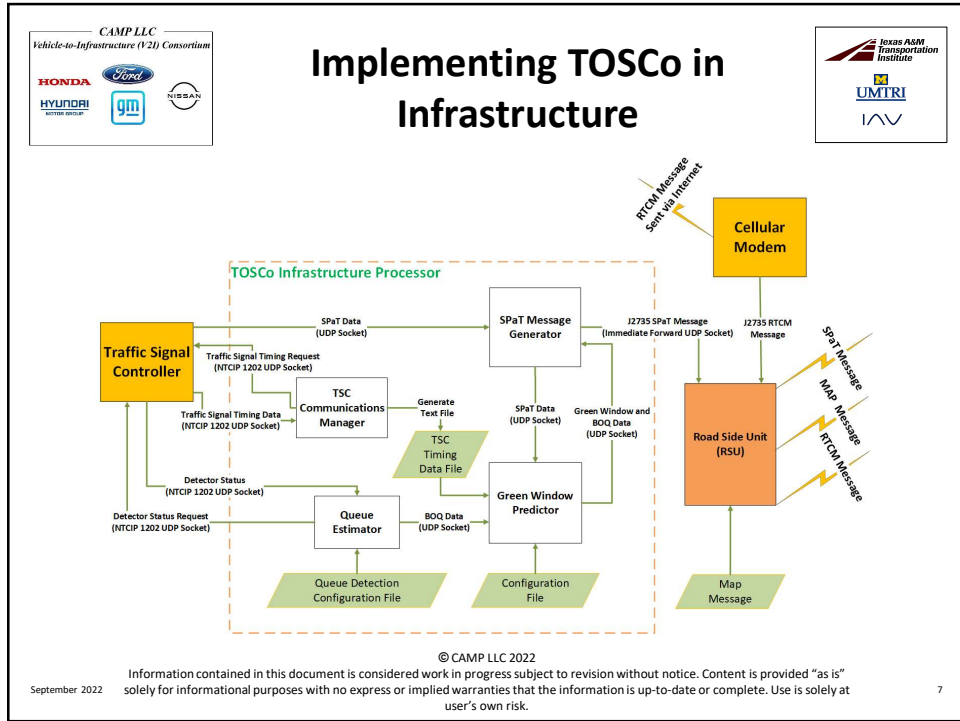 CAMP LLC
Vehicle-to-Infrastructure (V2I) Consortium
HONDA
Ford
HYUNDAI
MOTOR GROUP
gm
NISSAN
Implementing TOSCo in
Infrastructure
Texas A&M
Transportation
Institute
M
UMTRI
IAV
RTCM Message
Sent via Internet
Cellular
Modem
TOSCo Infrastructure Processor
SPaT Data
(UDP Socket)
SPaT Message
Generator
J2735 SPaT Message
(Immediate Forward UDP Socket)
J2735 RTCM
Message
SPaT Message
Traffic Signal
Controller
Traffic Signal Timing Request
(NTCIP 1202 UDP Socket)
TSC
Communications
Manager
Generate
Text File
SPaT Data
(UDP Socket)
Green Window and
BOQ Data
(UDP Socket)
MAP Message
Traffic Signal Timing Data
(NTCIP 1202 UDP Socket)
TSC
Timing
Data File
Road Side Unit
(RSU)
RTCM Message
Detector Status
(NTCIP 1202 UDP Socket)
Detector Status Request
(NTCIP 1202 UDP Socket)
Queue
Estimator
BOQ Data
(UDP Socket)
Green Window
Predictor
Queue Detection
Configuration File
Configuration
File
Map
Message
© CAMP LLC 2022
Information contained in this document is considered work in progress subject to revision without notice. Content is provided "as is"
September 2022 solely for informational purposes with no express or implied warranties that the information is up-to-date or complete. Use is solely at 7
user's own risk.